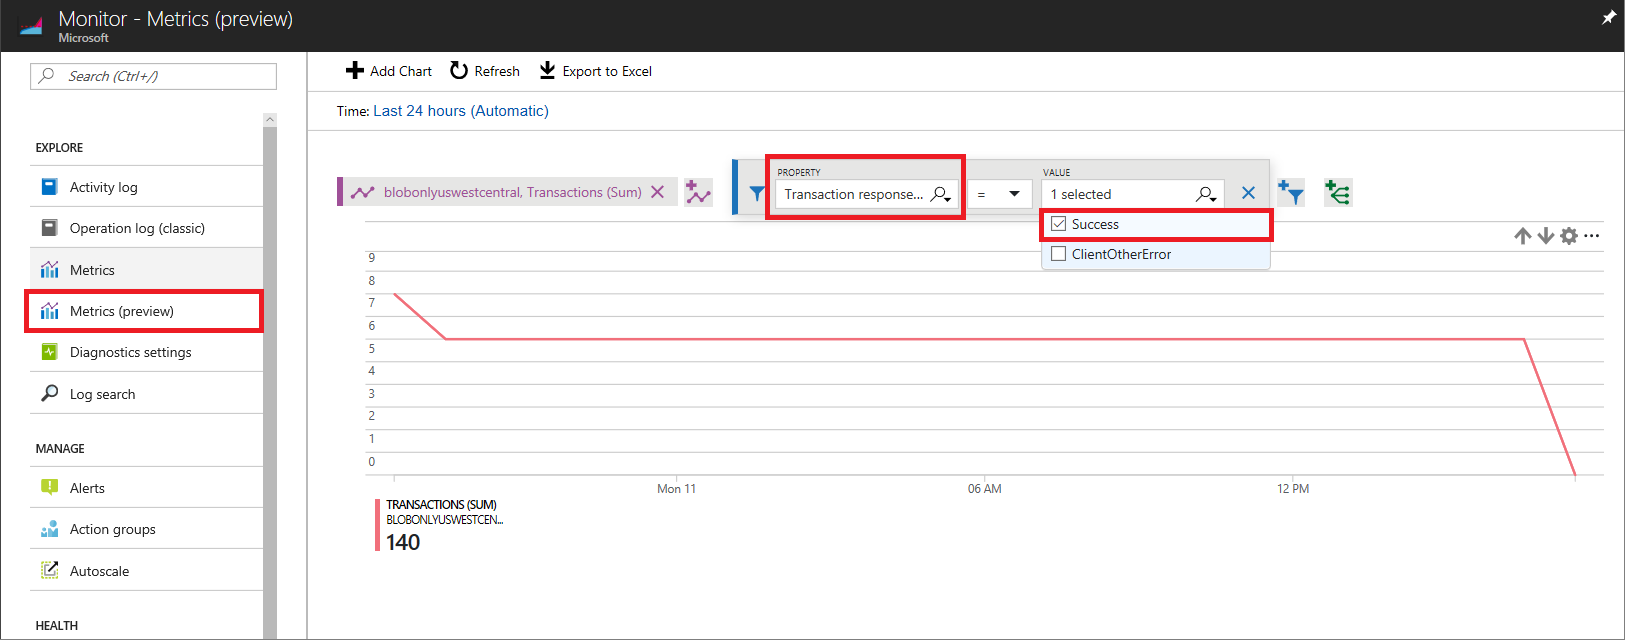 Monitor - Metrics (preview)
Microsoft
Search (Ctrl+/)
EXPLORE
Activity log
Operation log (classic)
Metrics
Metrics (preview)
Diagnostics settings
Log search
MANAGE
Alerts
Action groups
Autoscale
HEALTH
Add Chart
Refresh
Export to Excel
Time: Last 24 hours (Automatic)
blobonlyuswestcentral, Transactions (Sum)
PROPERTY
Transaction response...
=
VALUE
1 selected
Success
ClientOtherError
9
8
7
6
5
4
3
2
1
0
Mon 11
06 AM
12 PM
TRANSACTIONS (SUM)
BLOBONLYUSWESTCEN...
140